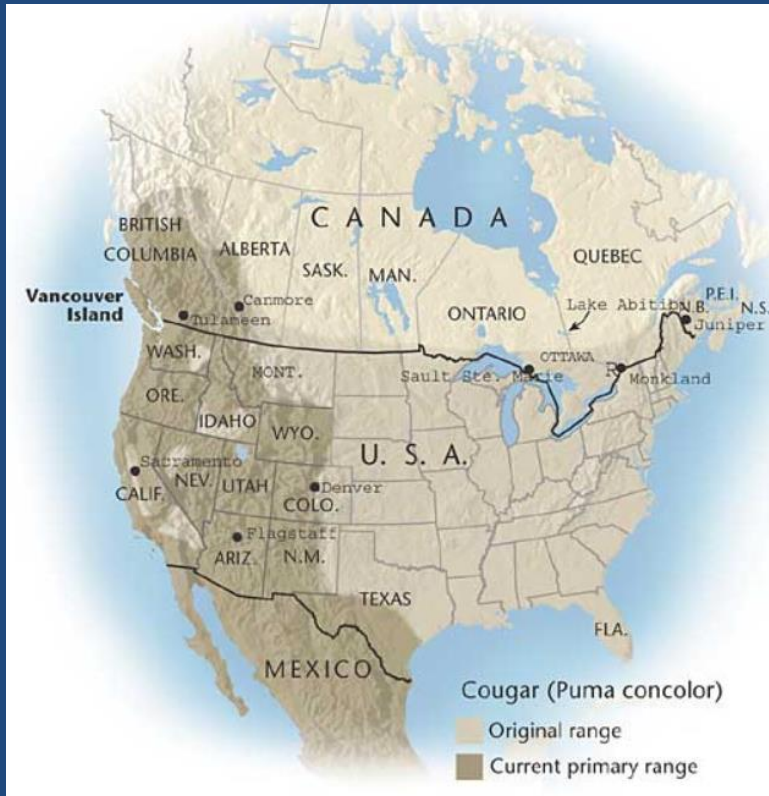 CANADA
BRITISH
COLUMBIA
ALBERTA
SASK.
MAN.
ONTARIO
QUEBEC
P.E.I.
N.B.
N.S.
Vancouver
Island
Canmore
Tulameen
Lake Abitibi
Juniper
OTTAWA
Sault Ste. Marie
R
Monkland
WASH.
MONT.
ORE.
IDAHO
WYO.
U. S. A.
Sacramento
NEV.
UTAH
CALIF.
Denver
COLO.
Flagstaff
ARIZ.
N.M.
TEXAS
FLA.
MEXICO
Cougar (Puma concolor)
Original range
Current primary range